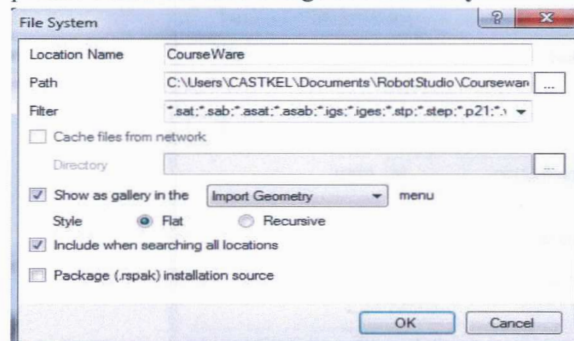 File System
Location Name CourseWare
Path C:\Users\CASTKEL\Documents\RobotStudio\Courseware ...
Filter *.sat;*.sab;*.asat;*.asab;*.igs;*.iges;*.stp;*.step;*.p21;*.
Cache files from network
Directory ...
Show as gallery in the Import Geometry menu
Style Flat Recursive
Include when searching all locations
Package (.rspak) installation source
OK Cancel